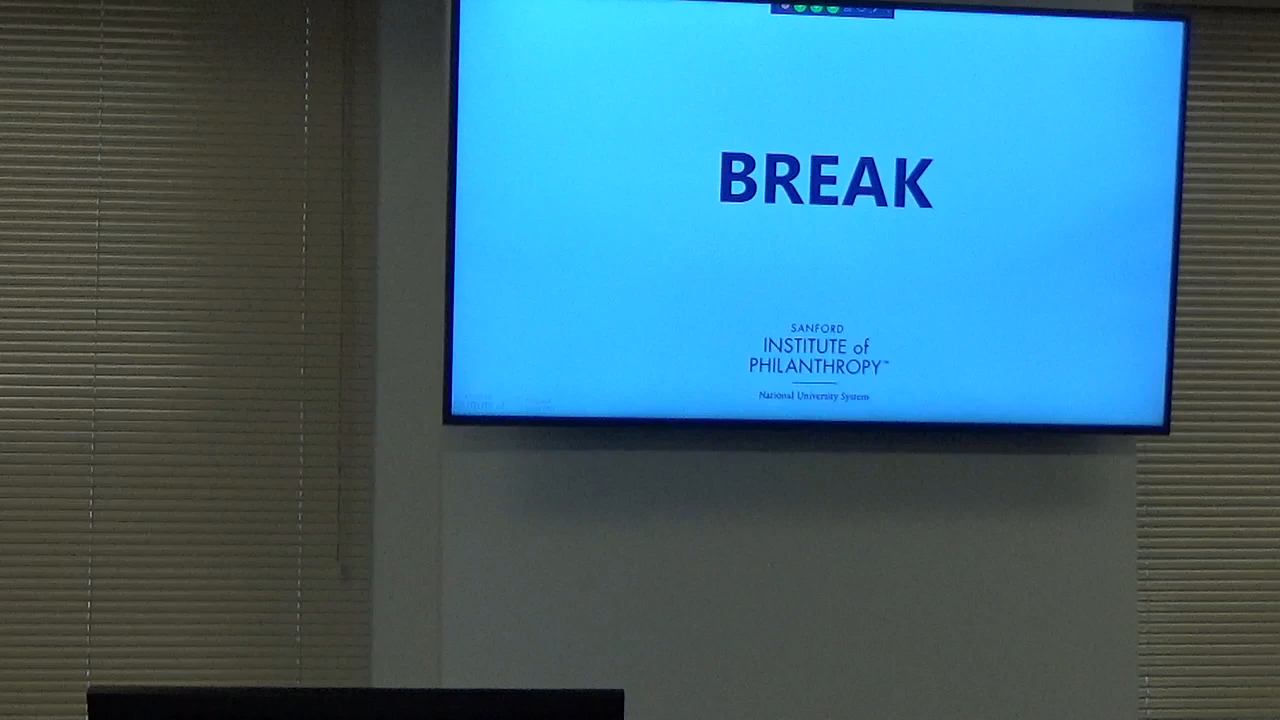 BREAK
SANFORD
INSTITUTE of
PHILANTHROPY™
National University System